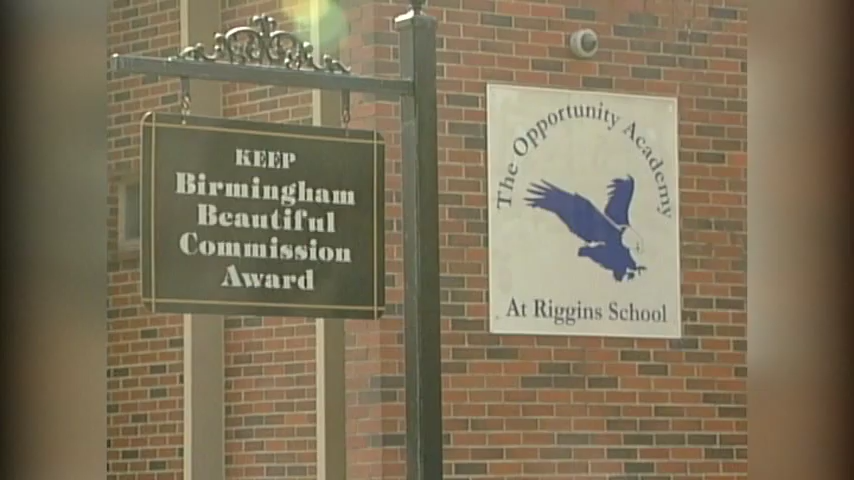 KEEP
Birmingham
Beautiful
Commission
Award
The Opportunity Academy
At Riggins School